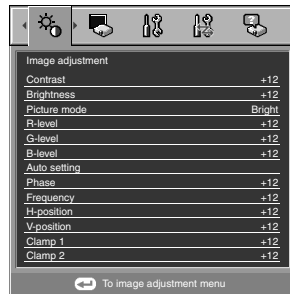 Image adjustment
Contrast +12
Brightness +12
Picture mode Bright
R-level +12
G-level +12
B-level +12
Auto setting
Phase +12
Frequency +12
H-position +12
V-position +12
Clamp 1 +12
Clamp 2 +12
To image adjustment menu